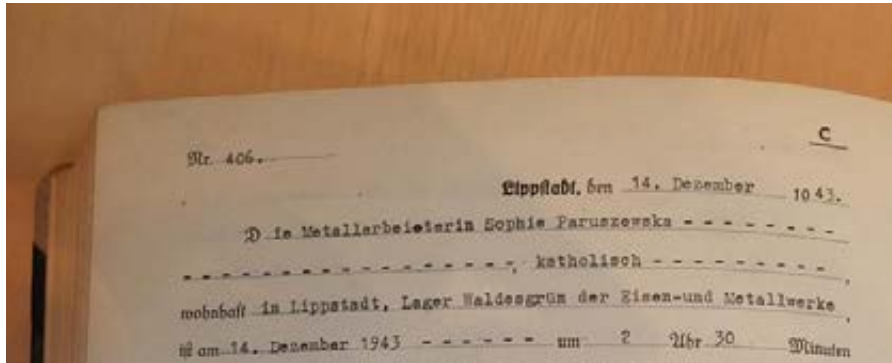 C
Nr. 406.
Lippstadt, den 14. Dezember 1943.
Die Metallarbeieterin Sophie Paruszewska - - - - - - -
- - - - - - - - - - - - - - - -, katholisch - - - - - - - - - ,
wohnhaft in Lippstadt, Lager Waldesgrün der Eisen-und Metallwerke ,
ist am 14. Dezember 1943 - - - - - - um 2 Uhr 30 Minuten